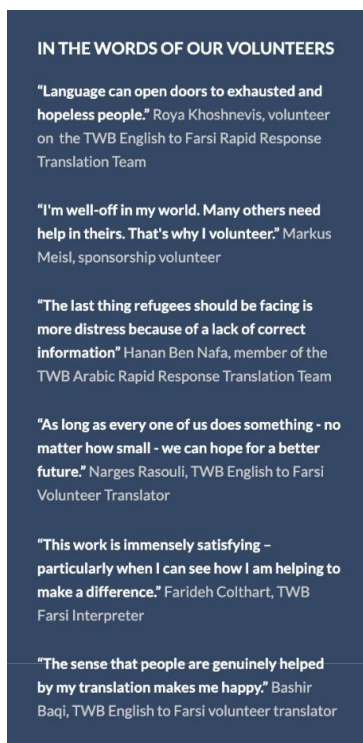 IN THE WORDS OF OUR VOLUNTEERS
“Language can open doors to exhausted and
hopeless people.” Roya Khoshnevis, volunteer
on the TWB English to Farsi Rapid Response
Translation Team
“I'm well-off in my world. Many others need
help in theirs. That's why I volunteer.” Markus
Meisl, sponsorship volunteer
“The last thing refugees should be facing is
more distress because of a lack of correct
information” Hanan Ben Nafa, member of the
TWB Arabic Rapid Response Translation Team
“As long as every one of us does something - no
matter how small - we can hope for a better
future.” Narges Rasouli, TWB English to Farsi
Volunteer Translator
“This work is immensely satisfying –
particularly when I can see how I am helping to
make a difference.” Farideh Colthart, TWB
Farsi Interpreter
“The sense that people are genuinely helped
by my translation makes me happy.” Bashir
Baqi, TWB English to Farsi volunteer translator